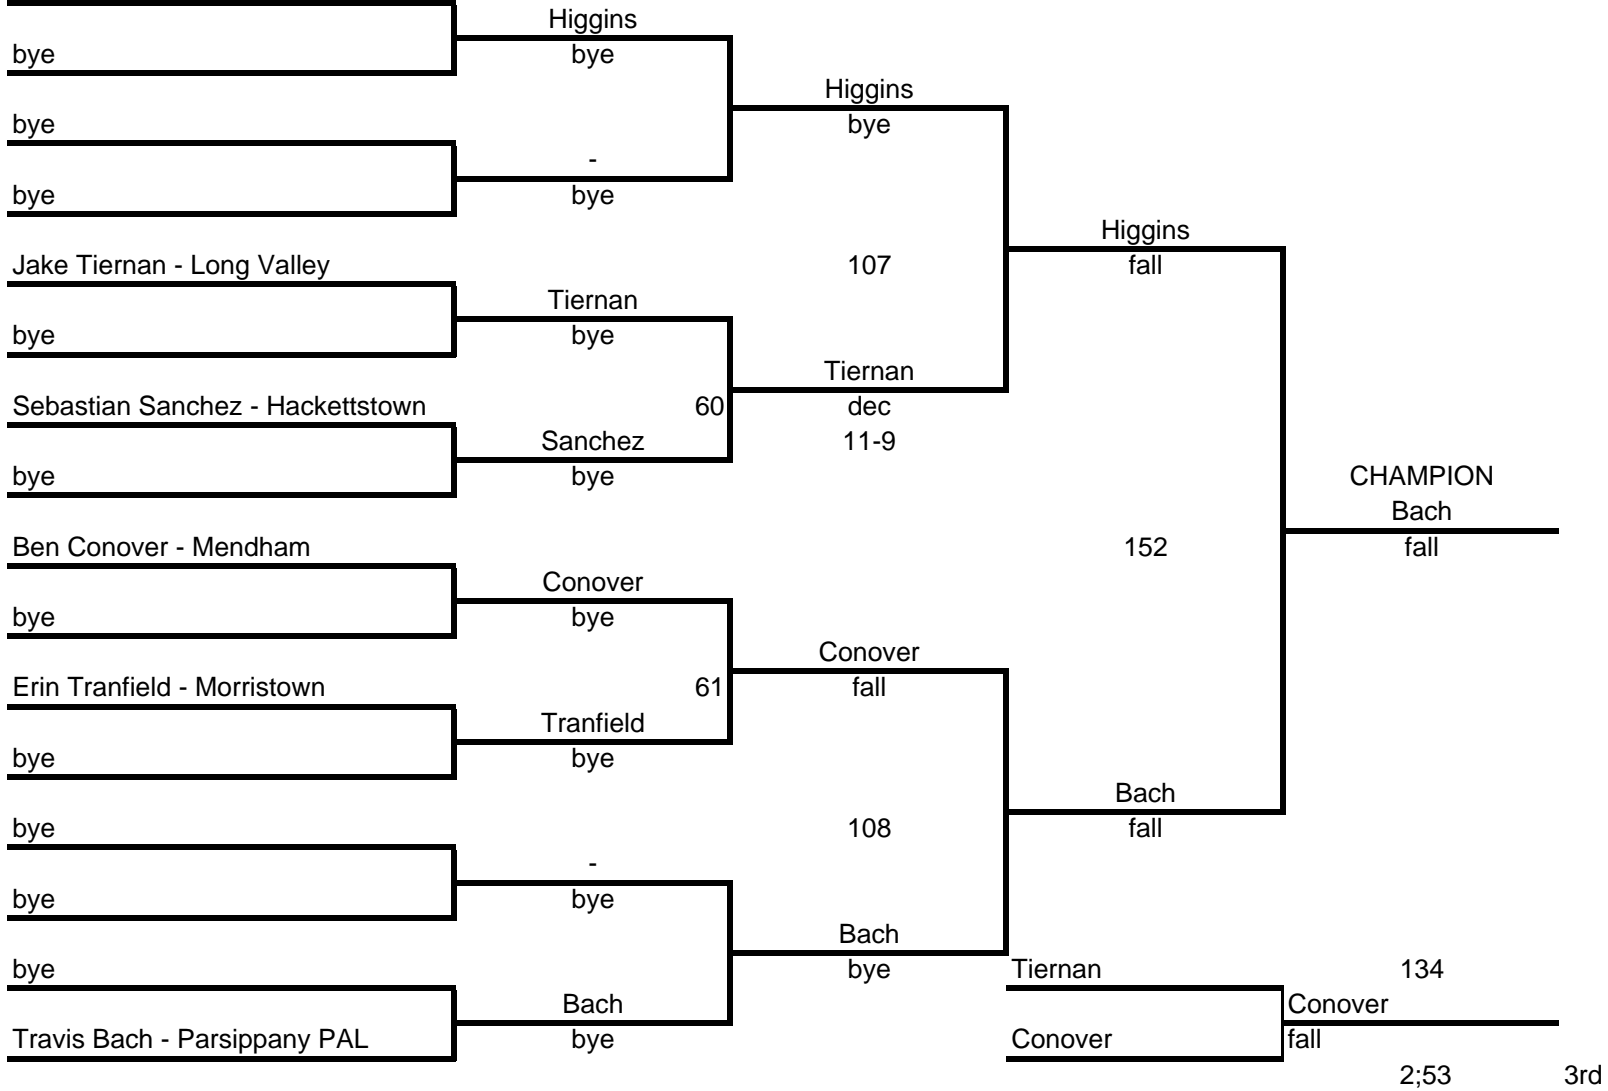 Higgins
bye
bye
Higgins
bye
bye
-
bye
bye
Higgins
Jake Tiernan - Long Valley
107
fall
Tiernan
bye
bye
Tiernan
Sebastian Sanchez - Hackettstown
60
dec
Sanchez
11-9
bye
bye
CHAMPION
Bach
Ben Conover - Mendham
152
fall
Conover
bye
bye
Conover
Erin Tranfield - Morristown
61
fall
Tranfield
bye
bye
Bach
bye
108
fall
-
bye
bye
Bach
bye
bye
Tiernan
134
Bach
Conover
Travis Bach - Parsippany PAL
bye
Conover
fall
2;53
3rd